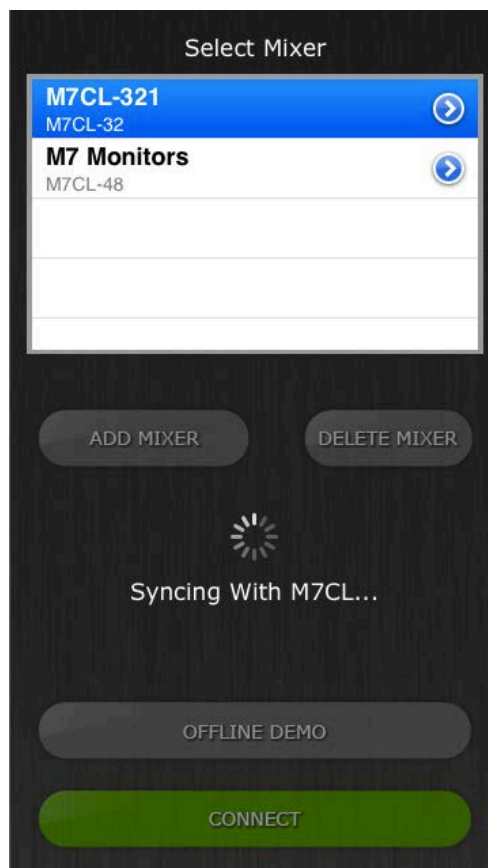 Select Mixer
M7CL-321
M7CL-32
M7 Monitors
M7CL-48
ADD MIXER
DELETE MIXER
Syncing With M7CL...
OFFLINE DEMO
CONNECT